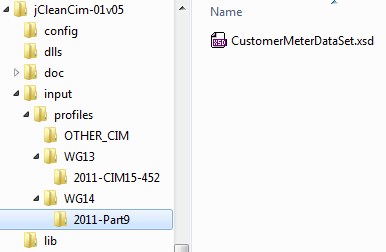 jCleanCim-01v05
config
dlls
doc
input
profiles
OTHER_CIM
WG13
2011-CIM15-452
WG14
2011-Part9
lib
Name
CustomerMeterDataSet.xsd